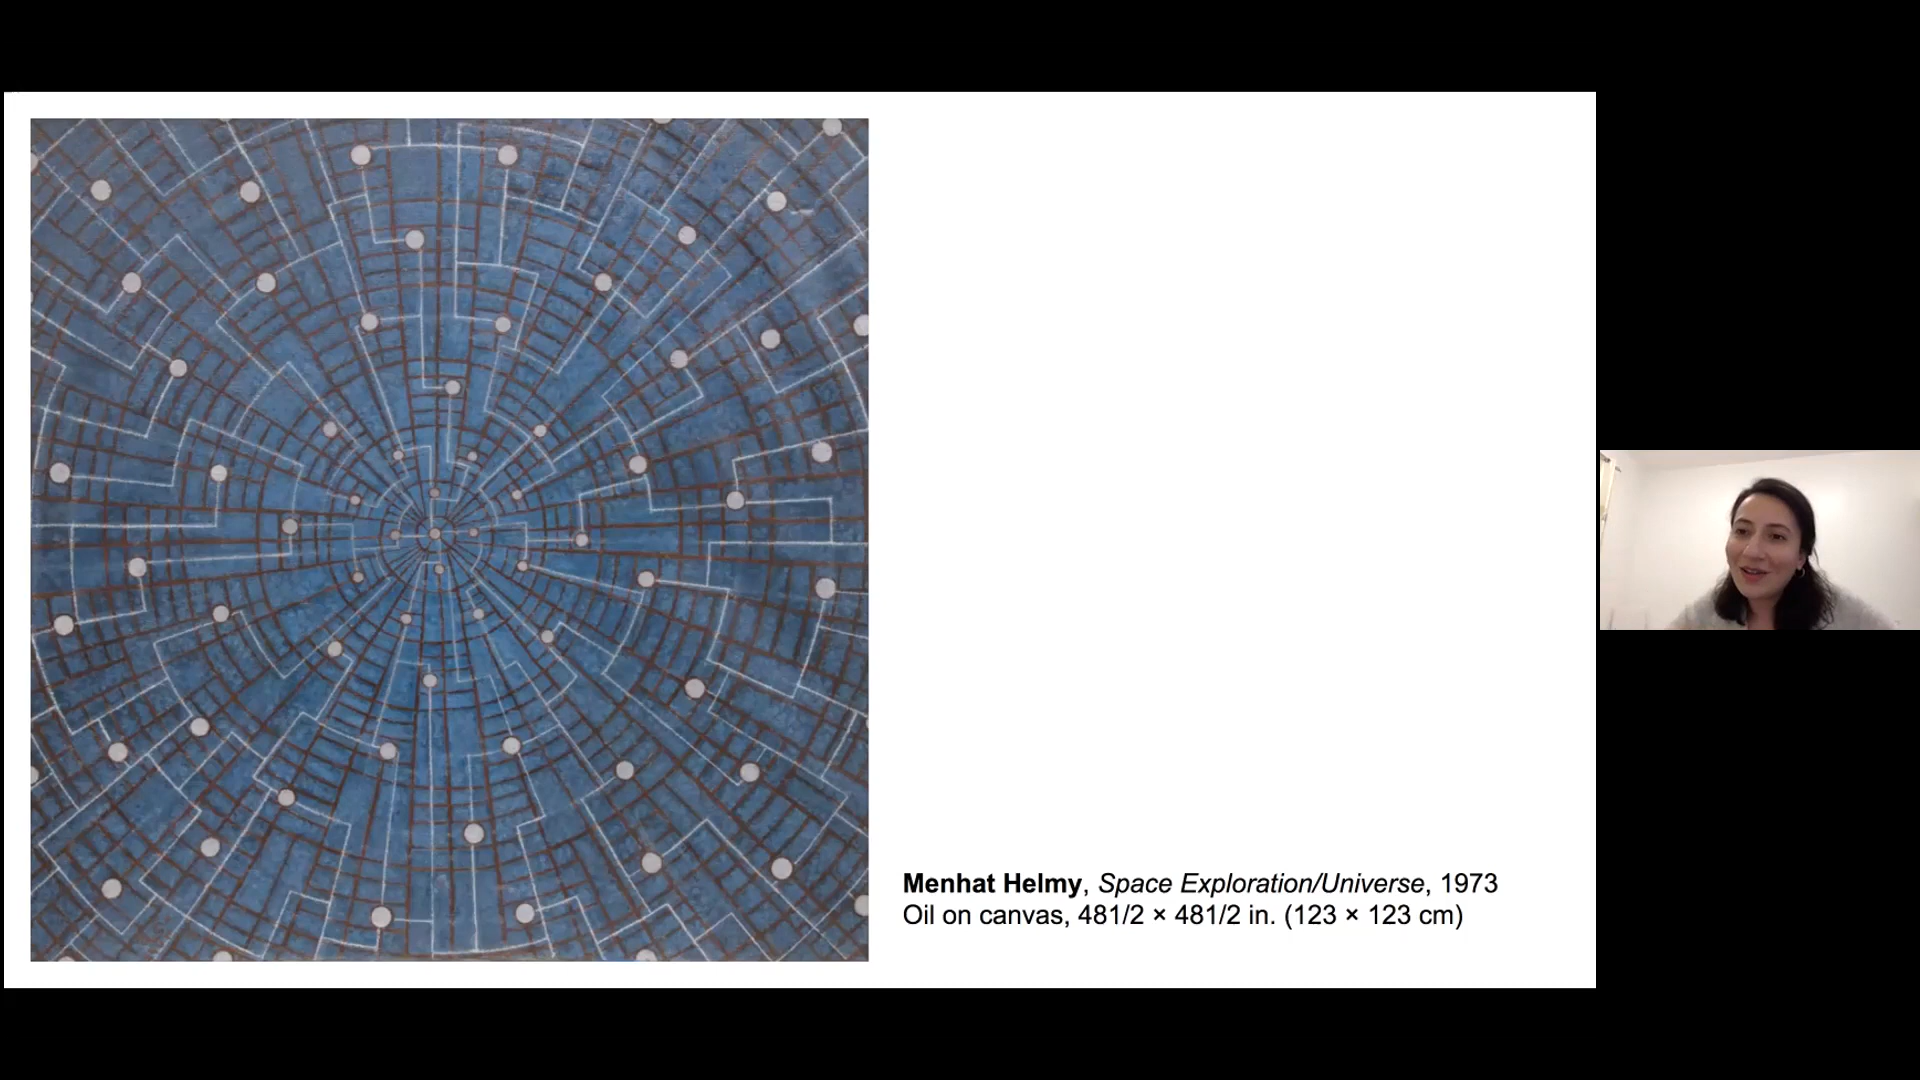 Menhat Helmy, Space Exploration/Universe, 1973
Oil on canvas, 481/2 × 481/2 in. (123 × 123 cm)